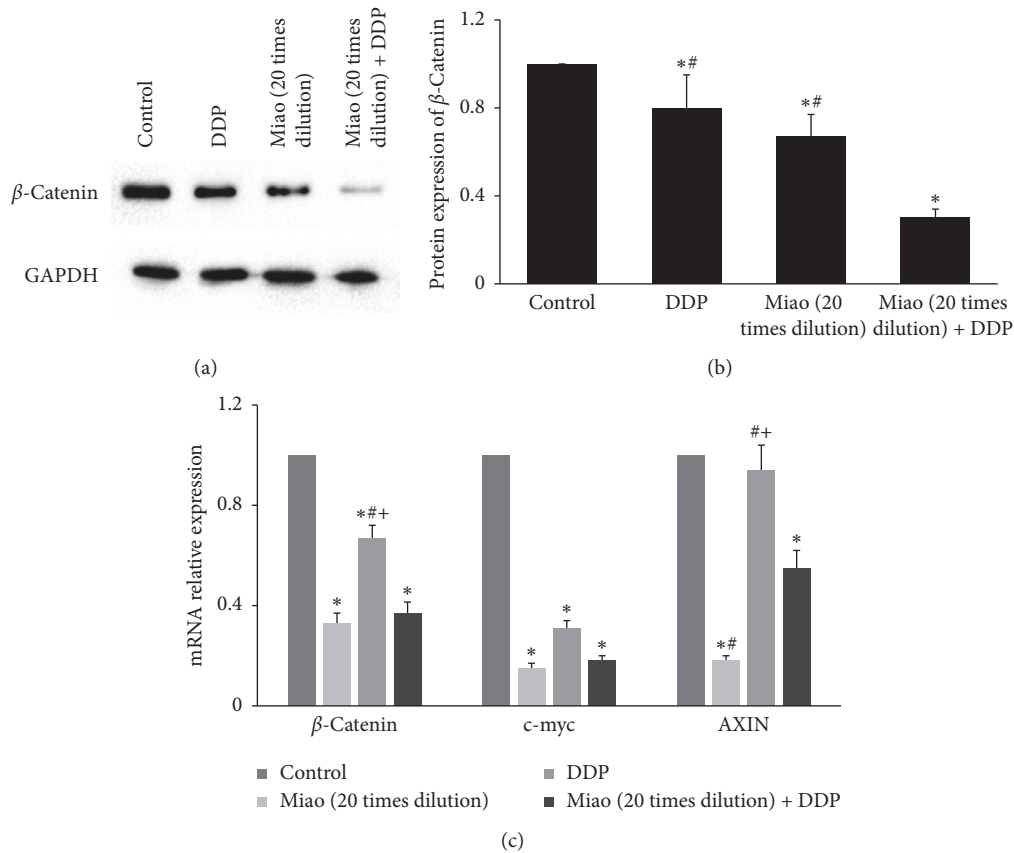 Control
DDP
Miao (20 times
dilution)
Miao (20 times
dilution) + DDP
β-Catenin
GAPDH
(a)
Protein expression of β-Catenin
1.2
0.8
0.4
0
*#
*#
*
Control
DDP
Miao (20
times dilution)
Miao (20 times
dilution) + DDP
(b)
mRNA relative expression
1.2
0.8
0.4
0
*
*#+
*
*
*
*
*#
#+
*
β-Catenin
c-myc
AXIN
Control
DDP
Miao (20 times dilution)
Miao (20 times dilution) + DDP
(c)